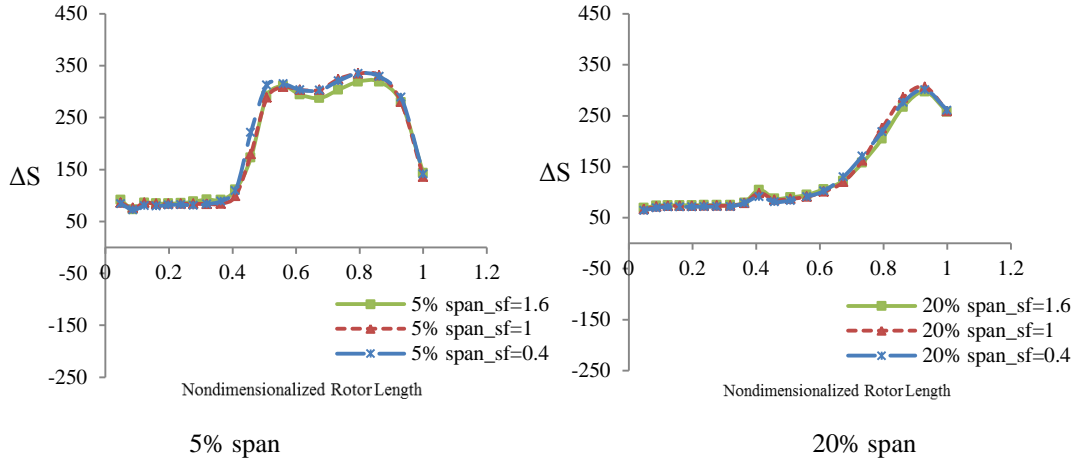 450
350
250
150
50
-50
-150
-250
ΔS
0 0.2 0.4 0.6 0.8 1 1.2
5% span_sf=1.6
5% span_sf=1
5% span_sf=0.4
Nondimensionalized Rotor Length
5% span
450
350
250
150
50
-50
-150
-250
ΔS
0 0.2 0.4 0.6 0.8 1 1.2
20% span_sf=1.6
20% span_sf=1
20% span_sf=0.4
Nondimensionalized Rotor Length
20% span